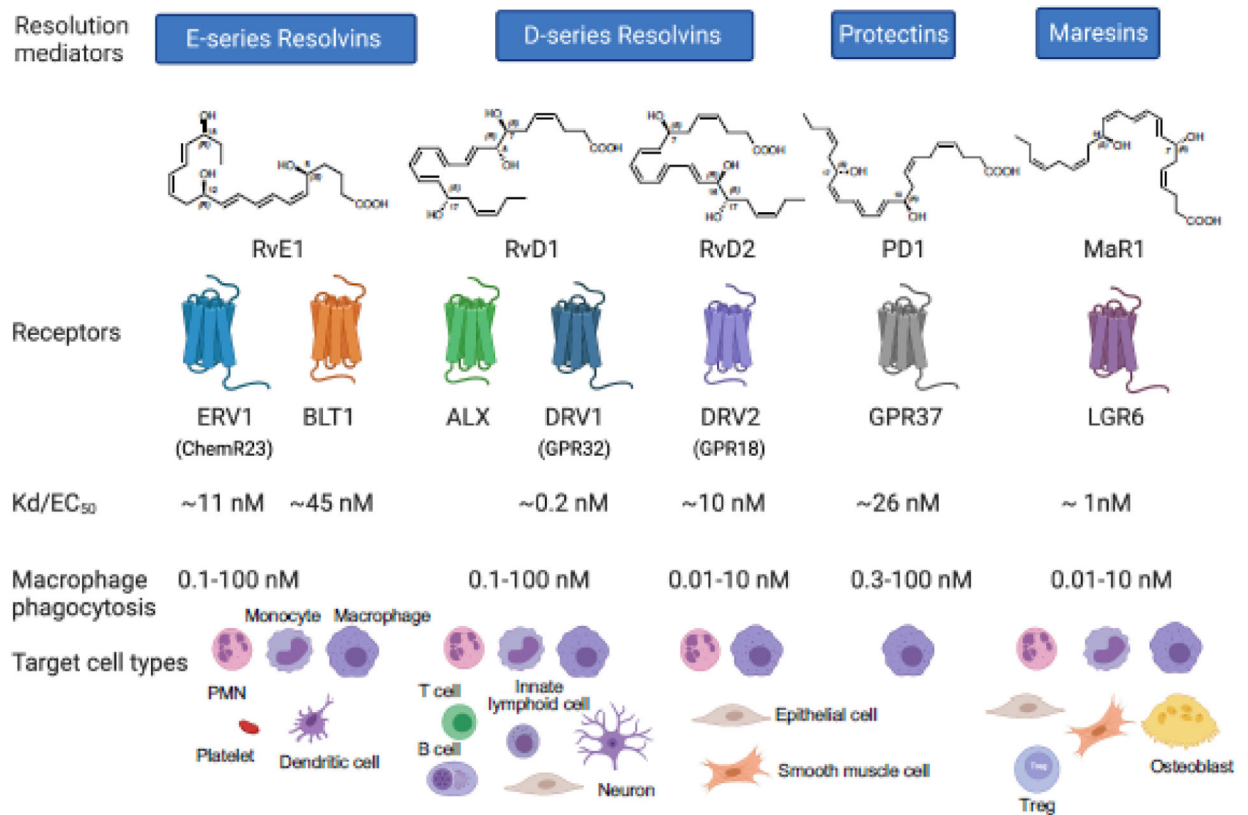 Resolution
mediators
E-series Resolvins
D-series Resolvins
Protectins
Maresins
RvE1
RvD1
RvD2
PD1
MaR1
Receptors
ERV1
(ChemR23)
BLT1
ALX
DRV1
(GPR32)
DRV2
(GPR18)
GPR37
LGR6
Kd/EC₅₀
~11 nM
~45 nM
~0.2 nM
~10 nM
~26 nM
~ 1nM
Macrophage
phagocytosis
0.1-100 nM
0.1-100 nM
0.01-10 nM
0.3-100 nM
0.01-10 nM
Target cell types
Monocyte
Macrophage
PMN
Platelet
Dendritic cell
T cell
Innate
lymphoid cell
B cell
Neuron
Epithelial cell
Smooth muscle cell
Treg
Osteoblast